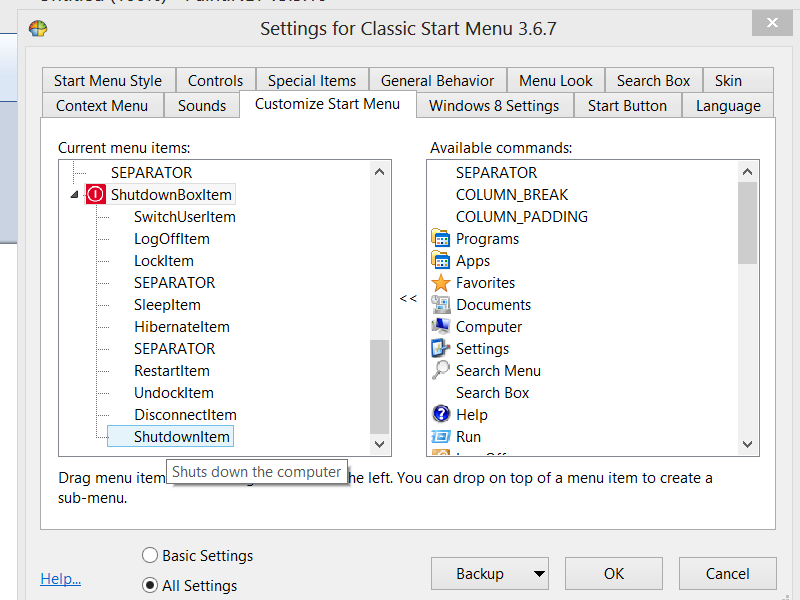 Settings for Classic Start Menu 3.6.7
Start Menu Style Controls Special Items General Behavior Menu Look Search Box Skin
Context Menu Sounds Customize Start Menu Windows 8 Settings Start Button Language
Current menu items:
SEPARATOR
ShutdownBoxItem
SwitchUserItem
LogOffItem
LockItem
SEPARATOR
SleepItem
HibernateItem
SEPARATOR
RestartItem
UndockItem
DisconnectItem
ShutdownItem
<<
Available commands:
SEPARATOR
COLUMN_BREAK
COLUMN_PADDING
Programs
Apps
Favorites
Documents
Computer
Settings
Search Menu
Search Box
Help
Run
Shuts down the computer
Drag menu item the left. You can drop on top of a menu item to create a
sub-menu.
Basic Settings
All Settings
Help...
Backup OK Cancel